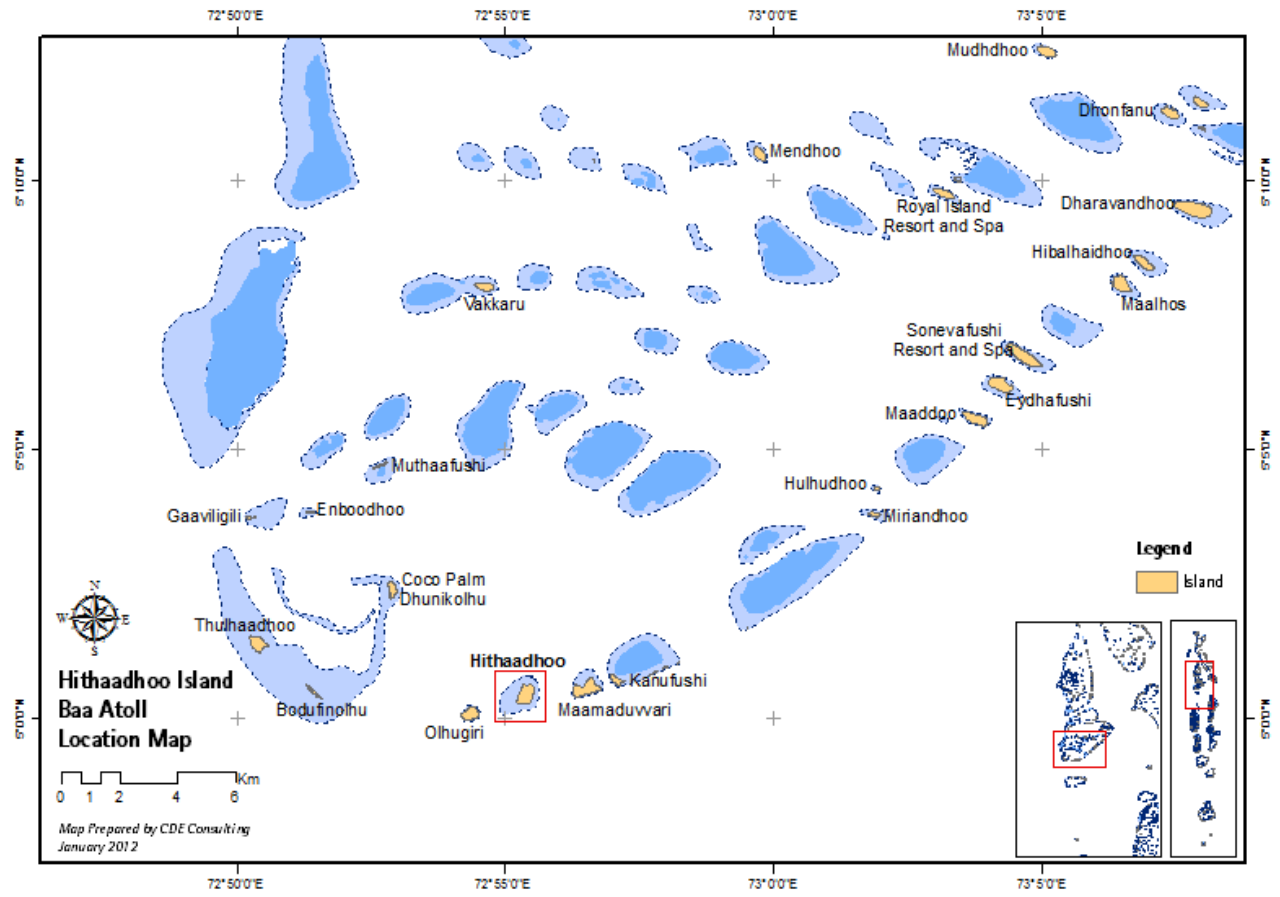 72°50'0"E 72°55'0"E 73°0'0"E 73°5'0"E
Mudhdhoo
Dhonfanu
Mendhoo
5°10'0"N
5°10'0"N
Royal Island
Resort and Spa
Dharavandhoo
Hibalhaidhoo
Vakkaru
Maalhos
Sonevafushi
Resort and Spa
Eydhafushi
Maaddoo
5°5'0"N
5°5'0"N
Muthaafushi
Hulhudhoo
Gaaviligili
Enboodhoo
Miriandhoo
Legend
Island
Coco Palm
Dhunikolhu
N
W E
S
Thulhaadhoo
Hithaadhoo
Kanufushi
Bodufinolhu
Maamaduvvari
Olhugiri
5°0'0"N
5°0'0"N
Hithaadhoo Island
Baa Atoll
Location Map
Km
0 1 2 4 6
Map Prepared by CDE Consulting
January 2012
72°50'0"E 72°55'0"E 73°0'0"E 73°5'0"E